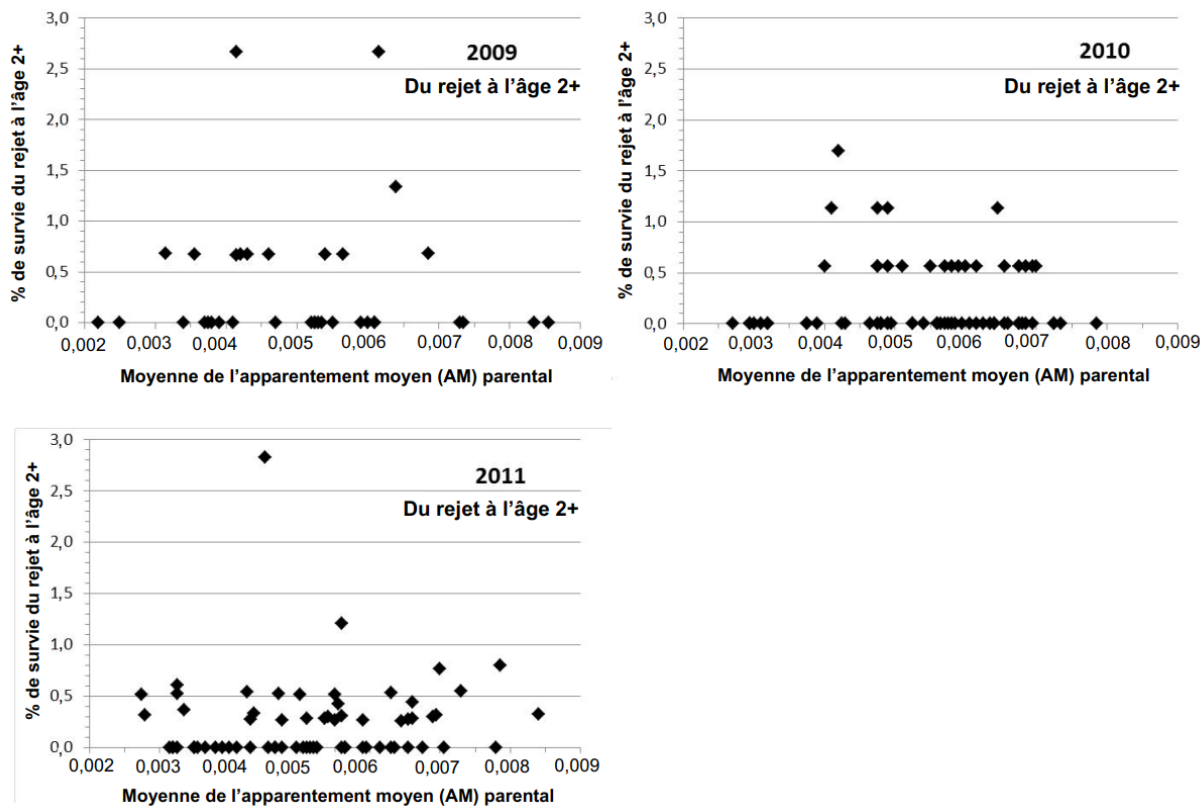 % de survie du rejet à l'âge 2+
3,0
2,5
2,0
1,5
1,0
0,5
0,0
2009
Du rejet à l'âge 2+
0,002 0,003 0,004 0,005 0,006 0,007 0,008 0,009
Moyenne de l'apparentement moyen (AM) parental
% de survie du rejet à l'âge 2+
3,0
2,5
2,0
1,5
1,0
0,5
0,0
2010
Du rejet à l'âge 2+
0,002 0,003 0,004 0,005 0,006 0,007 0,008 0,009
Moyenne de l'apparentement moyen (AM) parental
% de survie du rejet à l'âge 2+
3,0
2,5
2,0
1,5
1,0
0,5
0,0
2011
Du rejet à l'âge 2+
0,002 0,003 0,004 0,005 0,006 0,007 0,008 0,009
Moyenne de l'apparentement moyen (AM) parental